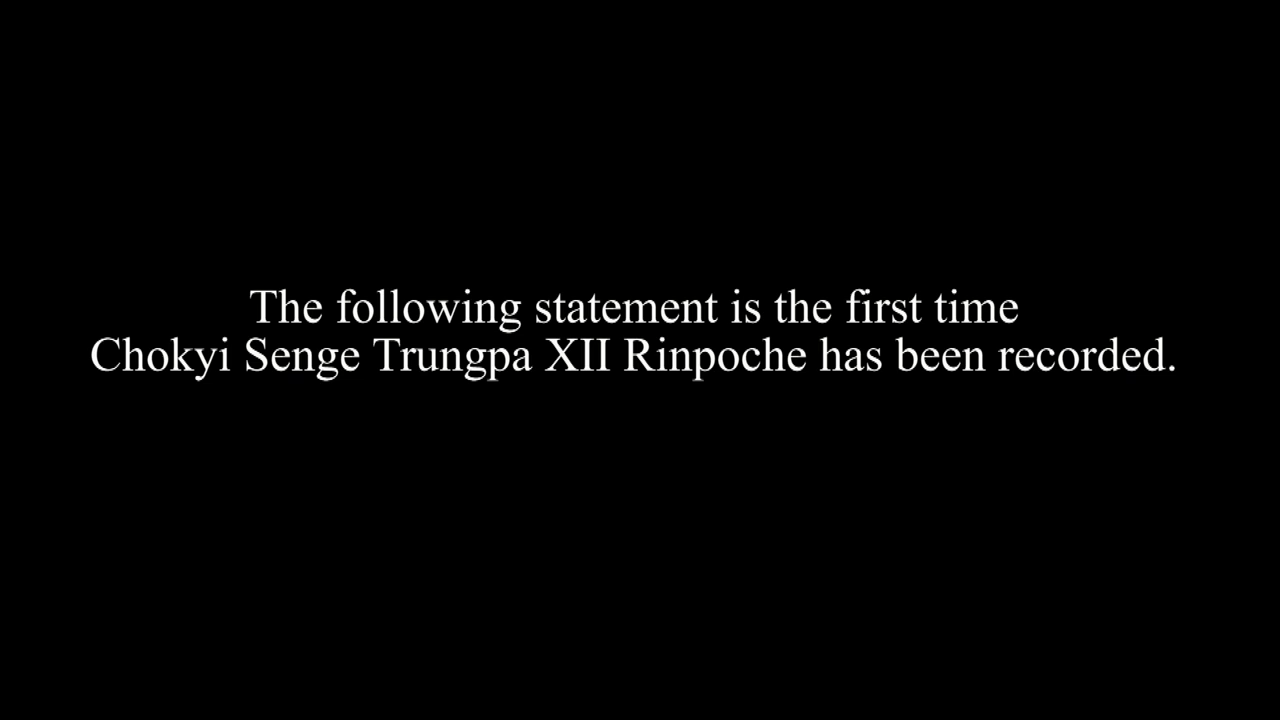 The following statement is the first time
Chokyi Senge Trungpa XII Rinpoche has been recorded.